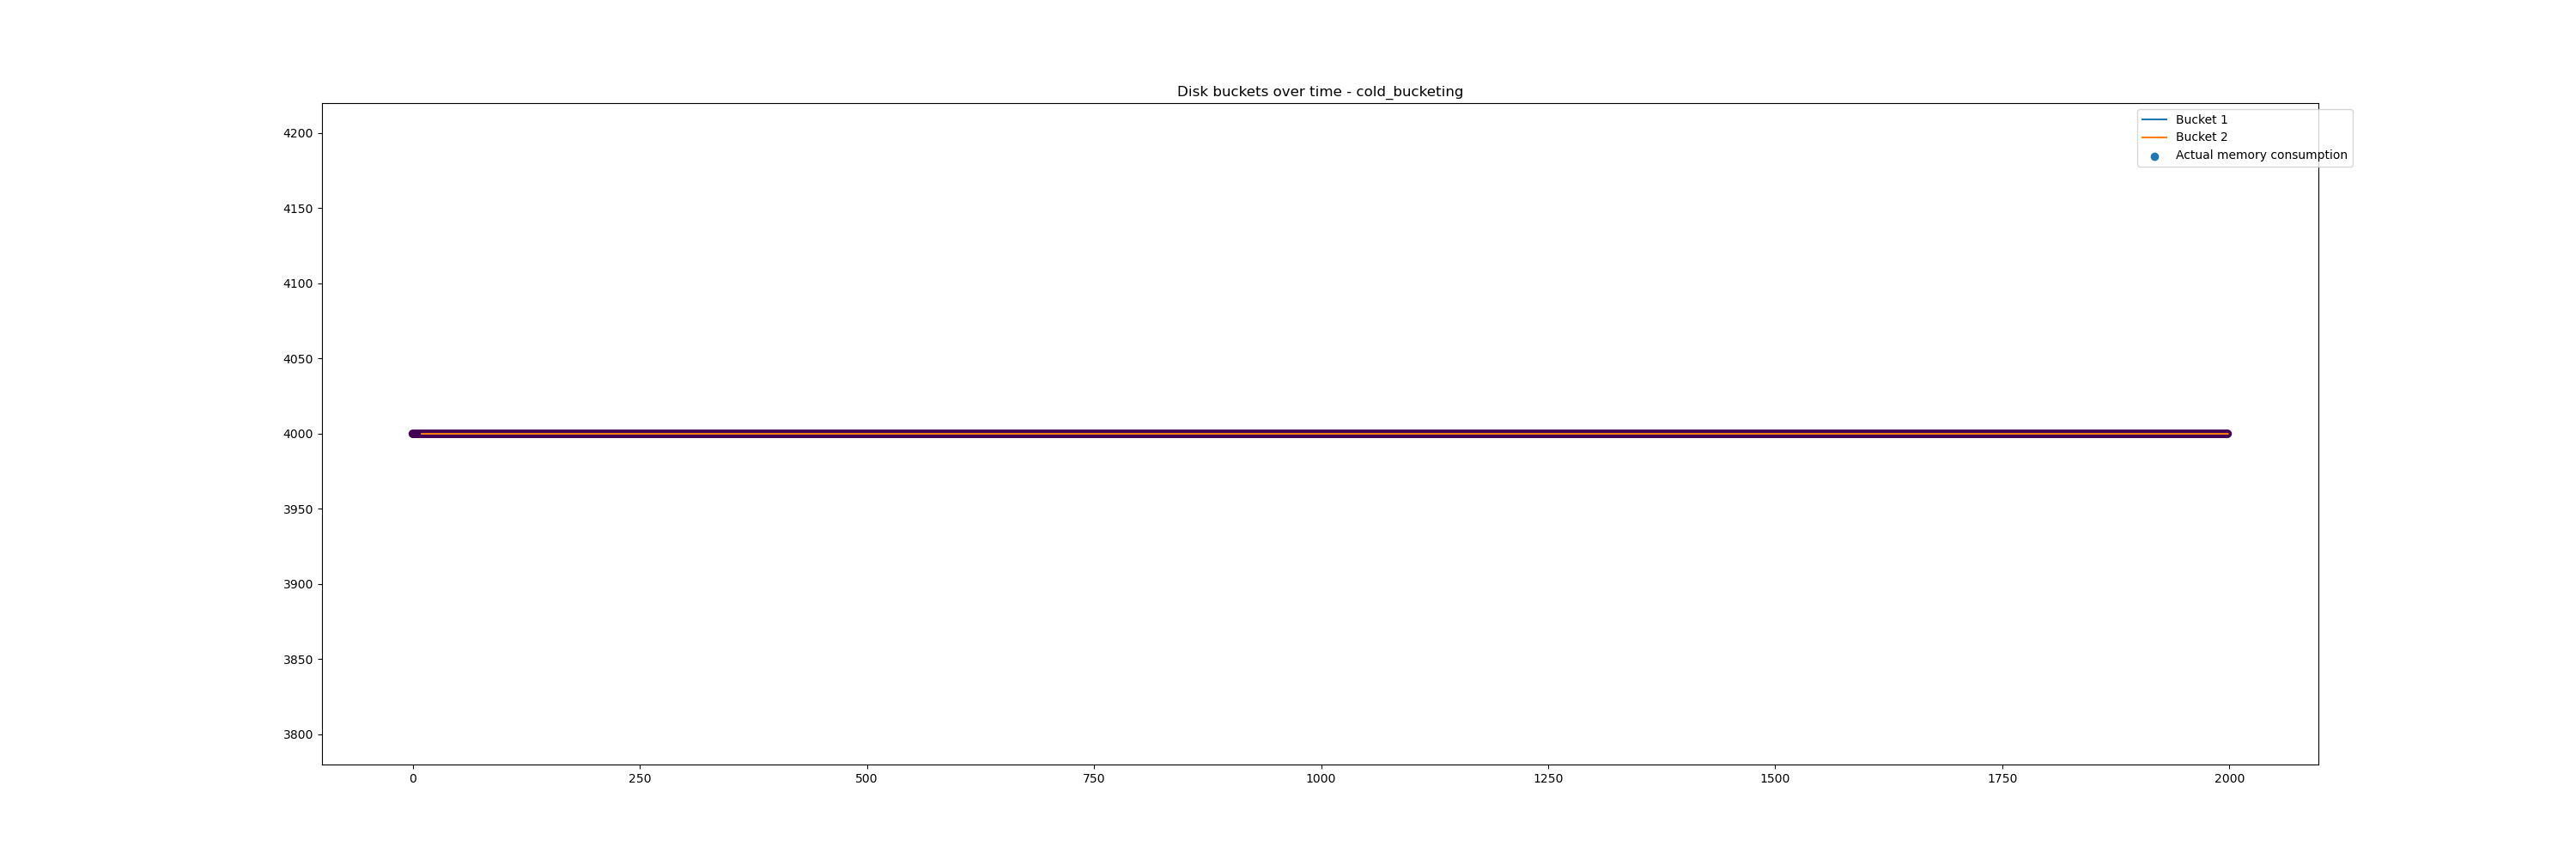 Disk buckets over time - cold_bucketing
Bucket 1
Bucket 2
Actual memory consumption
4200
4150
4100
4050
4000
3950
3900
3850
3800
0 250 500 750 1000 1250 1500 1750 2000